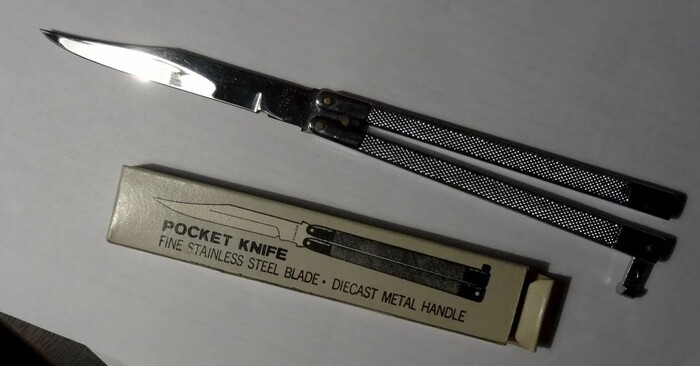 POCKET KNIFE
FINE STAINLESS STEEL BLADE • DIECAST METAL HANDLE